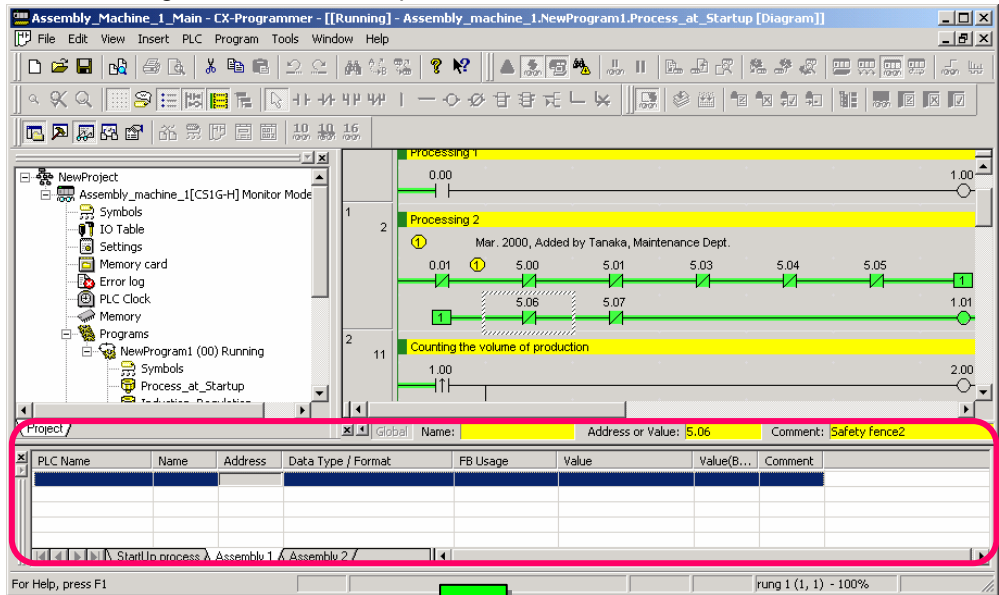 Assembly_Machine_1_Main - CX-Programmer - [[Running] - Assembly_machine_1.NewProgram1.Process_at_Startup [Diagram]]
File Edit View Insert PLC Program Tools Window Help
10 10 16
NewProject
Assembly_machine_1[CS1G-H] Monitor Mode
Symbols
IO Table
Settings
Memory card
Error log
PLC Clock
Memory
Programs
NewProgram1 (00) Running
Symbols
Process_at_Startup
Induction_Regulation
Project
Processing 1
0.00 1.00
1
2
Processing 2
1 Mar. 2000, Added by Tanaka, Maintenance Dept.
0.01 1 5.00 5.01 5.03 5.04 5.05
1
5.06 5.07 1.01
1
2
11
Counting the volume of production
1.00 2.00
Global Name: Address or Value: 5.06 Comment: Safety fence2
PLC Name Name Address Data Type / Format FB Usage Value Value(B... Comment
StartUp process Assembly 1 Assembly 2
For Help, press F1 rung 1 (1, 1) - 100%